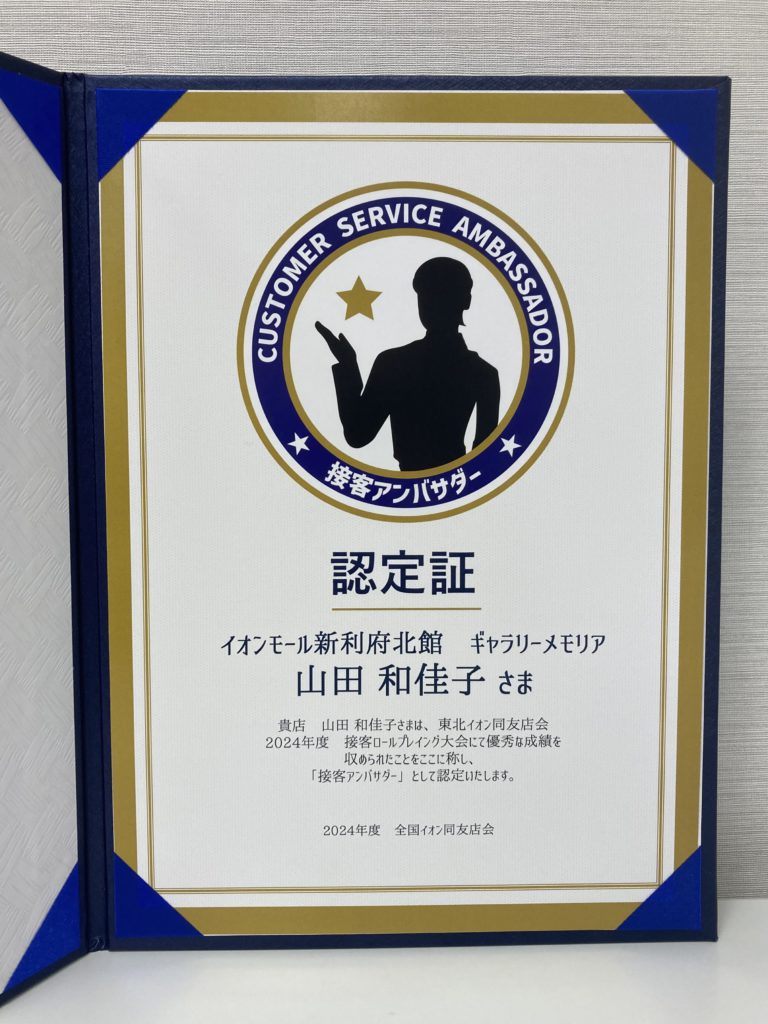 CUSTOMER SERVICE AMBASSADOR
接客アンバサダー
認定証
イオンモール新利府北館　ギャラリーメモリア
山田 和佳子 さま
貴店　山田 和佳子さまは、東北イオン同友店会
2024年度　接客ロールプレイング大会にて優秀な成績を
収められたことをここに称し、
「接客アンバサダー」として認定いたします。
2024年度　全国イオン同友店会